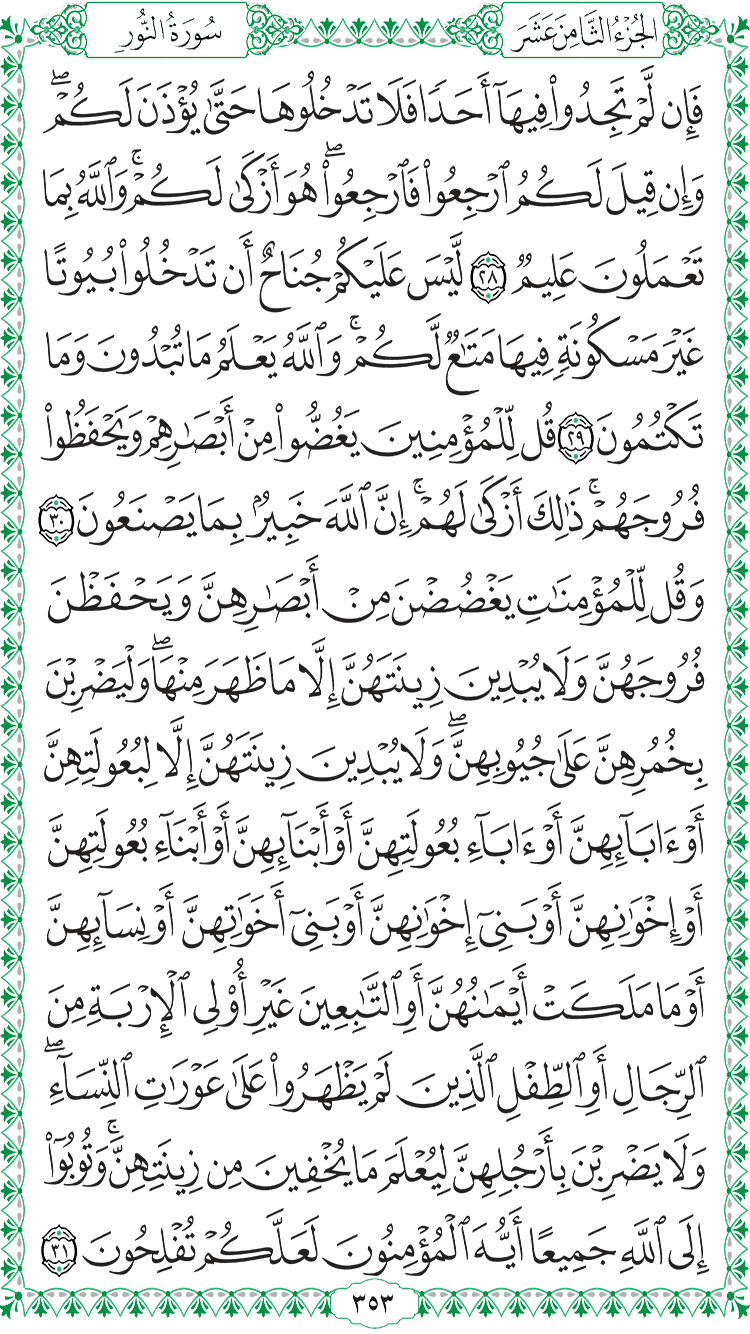 الجُزْءُ الثَّامِنَ عَشَرَ
سُورَةُ النُّورِ
فَإِن لَّمْ تَجِدُوا۟ فِيهَآ أَحَدًا فَلَا تَدْخُلُوهَا حَتَّىٰ يُؤْذَنَ لَكُمْ ۖ
وَإِن قِيلَ لَكُمُ ٱرْجِعُوا۟ فَٱرْجِعُوا۟ ۖ هُوَ أَزْكَىٰ لَكُمْ ۚ وَٱللَّهُ بِمَا
تَعْمَلُونَ عَلِيمٌ ٢٨ لَّيْسَ عَلَيْكُمْ جُنَاحٌ أَن تَدْخُلُوا۟ بُيُوتًا
غَيْرَ مَسْكُونَةٍ فِيهَا مَتَـٰعٌ لَّكُمْ ۚ وَٱللَّهُ يَعْلَمُ مَا تُبْدُونَ وَمَا
تَكْتُمُونَ ٢٩ قُل لِّلْمُؤْمِنِينَ يَغُضُّوا۟ مِنْ أَبْصَـٰرِهِمْ وَيَحْفَظُوا۟
فُرُوجَهُمْ ۚ ذَٰلِكَ أَزْكَىٰ لَهُمْ ۗ إِنَّ ٱللَّهَ خَبِيرٌۢ بِمَا يَصْنَعُونَ ٣٠
وَقُل لِّلْمُؤْمِنَـٰتِ يَغْضُضْنَ مِنْ أَبْصَـٰرِهِنَّ وَيَحْفَظْنَ
فُرُوجَهُنَّ وَلَا يُبْدِينَ زِينَتَهُنَّ إِلَّا مَا ظَهَرَ مِنْهَا ۖ وَلْيَضْرِبْنَ
بِخُمُرِهِنَّ عَلَىٰ جُيُوبِهِنَّ ۖ وَلَا يُبْدِينَ زِينَتَهُنَّ إِلَّا لِبُعُولَتِهِنَّ
أَوْ ءَابَآئِهِنَّ أَوْ ءَابَآءِ بُعُولَتِهِنَّ أَوْ أَبْنَآئِهِنَّ أَوْ أَبْنَآءِ بُعُولَتِهِنَّ
أَوْ إِخْوَٰنِهِنَّ أَوْ بَنِىٓ إِخْوَٰنِهِنَّ أَوْ بَنِىٓ أَخَوَٰتِهِنَّ أَوْ نِسَآئِهِنَّ
أَوْ مَا مَلَكَتْ أَيْمَـٰنُهُنَّ أَوِ ٱلتَّـٰبِعِينَ غَيْرِ أُو۟لِى ٱلْإِرْبَةِ مِنَ
ٱلرِّجَالِ أَوِ ٱلطِّفْلِ ٱلَّذِينَ لَمْ يَظْهَرُوا۟ عَلَىٰ عَوْرَٰتِ ٱلنِّسَآءِ ۖ
وَلَا يَضْرِبْنَ بِأَرْجُلِهِنَّ لِيُعْلَمَ مَا يُخْفِينَ مِن زِينَتِهِنَّ ۚ وَتُوبُوٓا۟
إِلَى ٱللَّهِ جَمِيعًا أَيُّهَ ٱلْمُؤْمِنُونَ لَعَلَّكُمْ تُفْلِحُونَ ٣١
٣٥٣